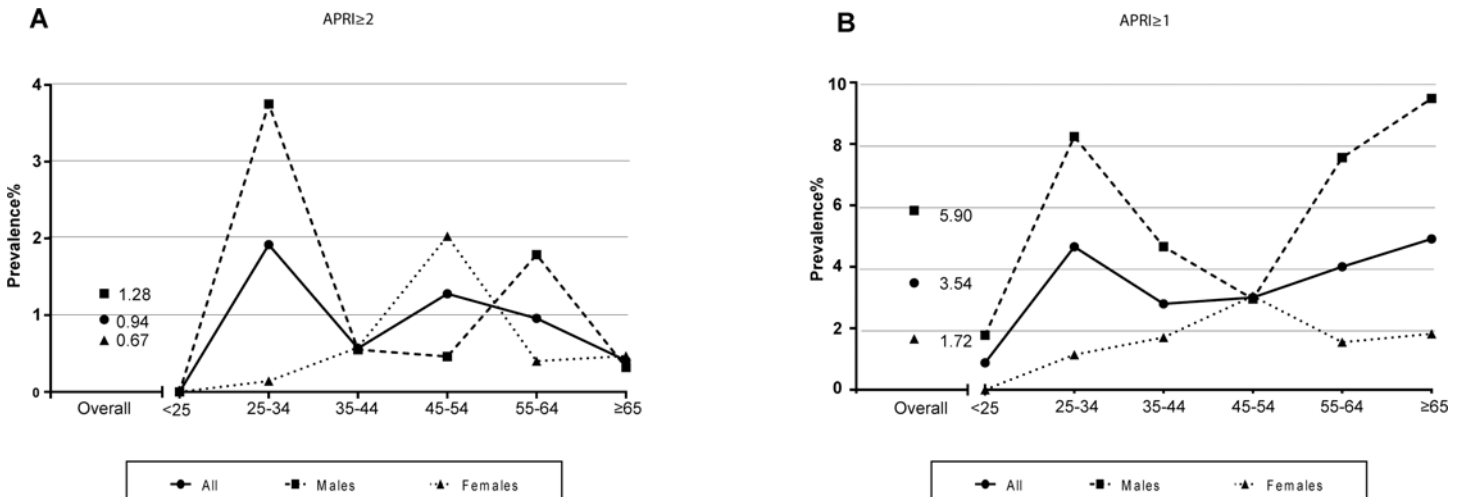 A
APRI≥2
Prevalence%
4
3
2
1
0
1.28
0.94
0.67
Overall
<25
25-34
35-44
45-54
55-64
≥65
All
Males
Females
B
APRI≥1
Prevalence%
10
8
6
4
2
0
5.90
3.54
1.72
Overall
<25
25-34
35-44
45-54
55-64
≥65
All
Males
Females